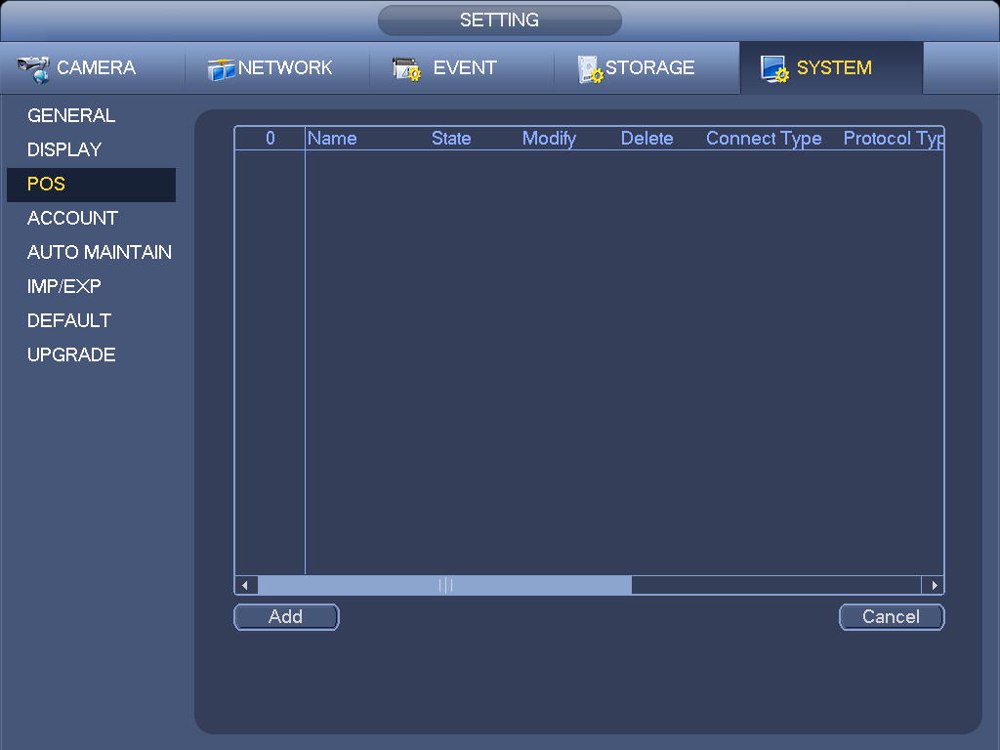 SETTING
CAMERA NETWORK EVENT STORAGE SYSTEM
GENERAL
DISPLAY
POS
ACCOUNT
AUTO MAINTAIN
IMP/EXP
DEFAULT
UPGRADE
0 Name State Modify Delete Connect Type Protocol Typ
Add Cancel